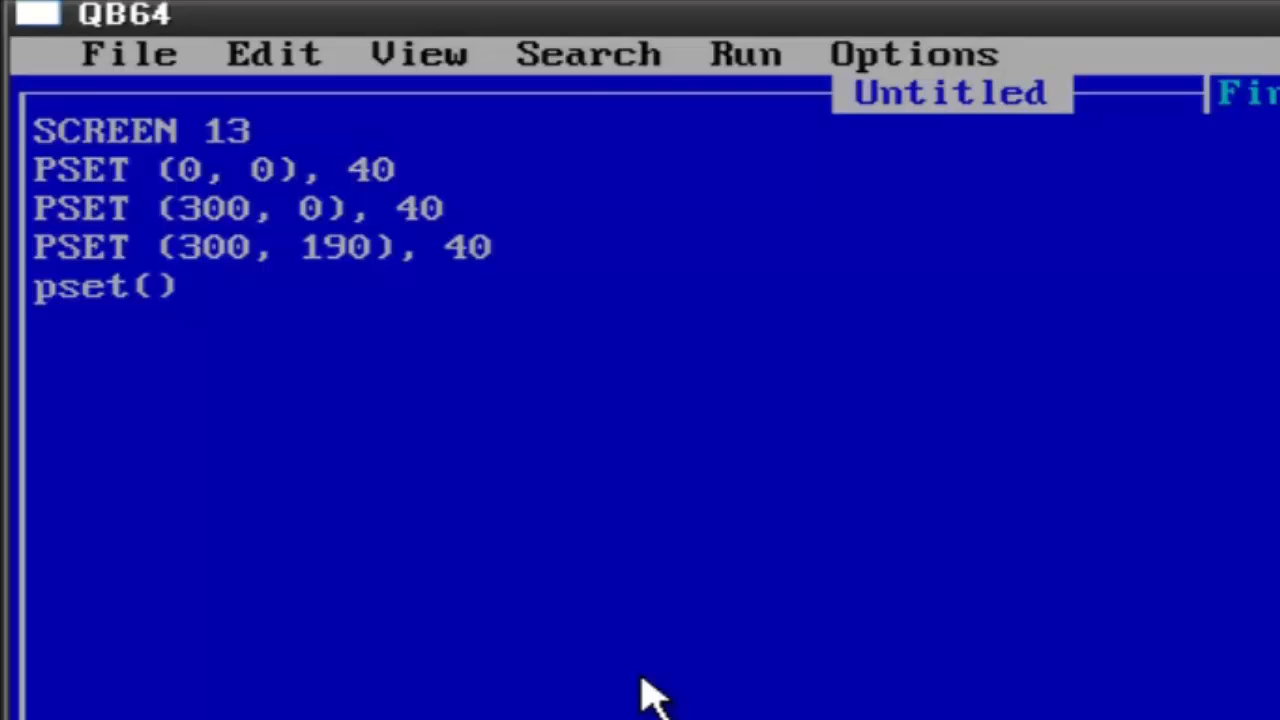 QB64
File Edit View Search Run Options
Untitled
SCREEN 13
PSET (0, 0), 40
PSET (300, 0), 40
PSET (300, 190), 40
pset()